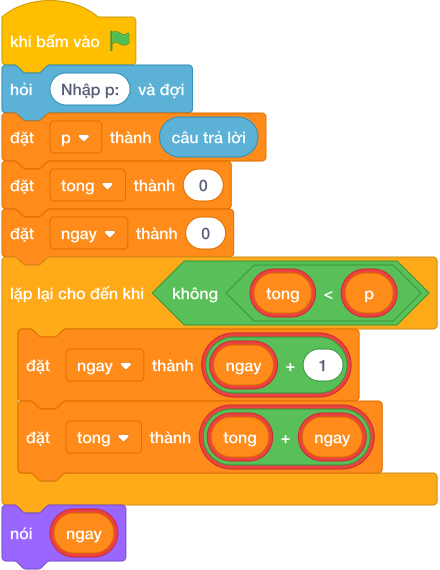 khi bấm vào
hỏi Nhập p: và đợi
đặt p thành câu trả lời
đặt tong thành 0
đặt ngay thành 0
lặp lại cho đến khi không tong < p
đặt ngay thành ngay + 1
đặt tong thành tong + ngay
nói ngay